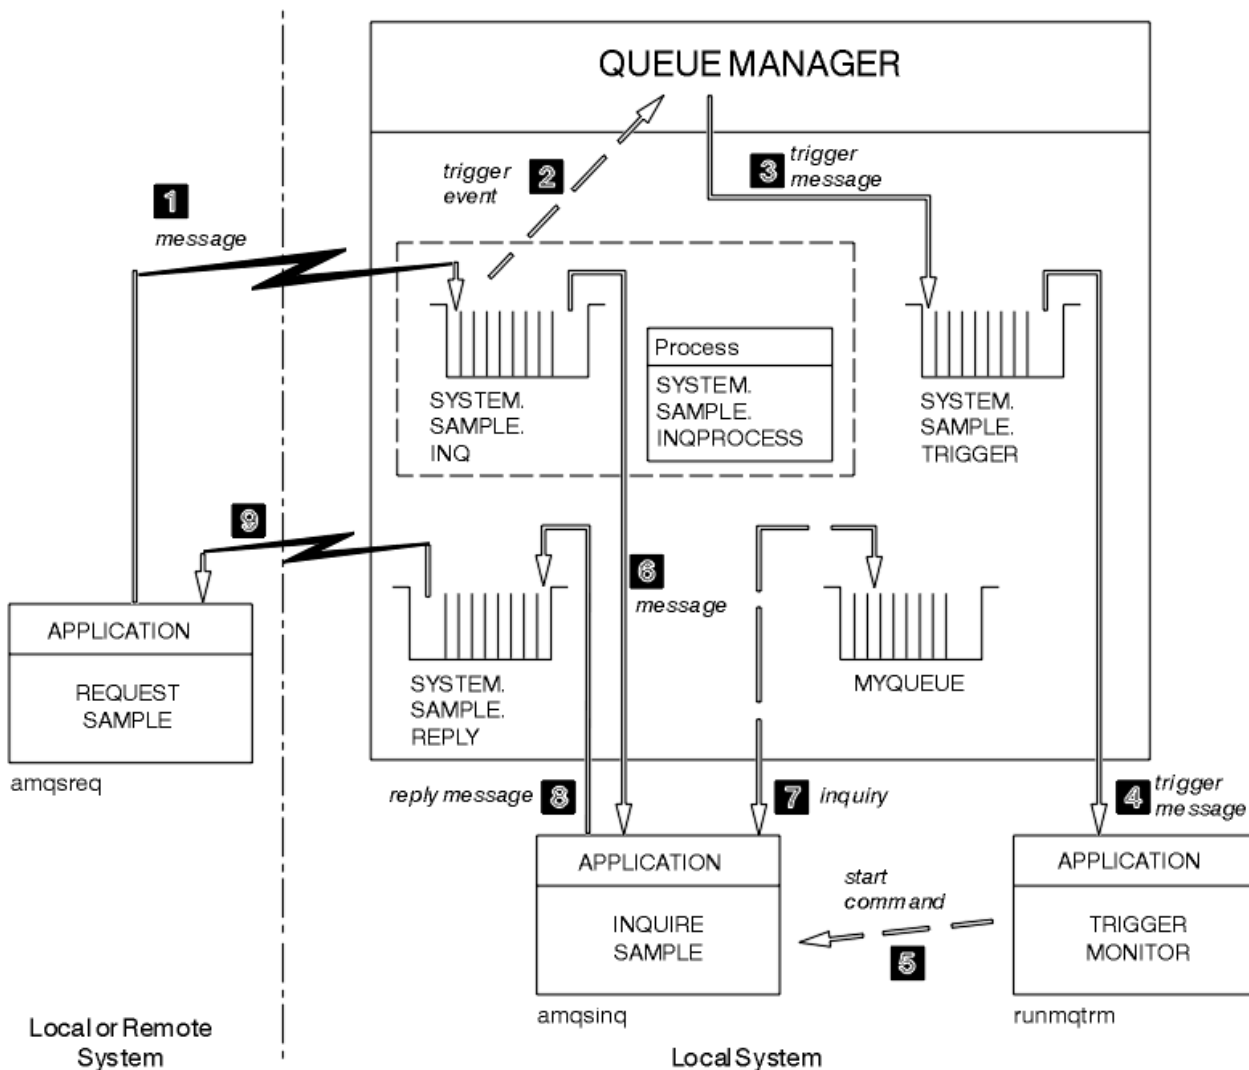 QUEUE MANAGER
trigger
event
2
3
trigger
message
1
message
Process
SYSTEM.
SAMPLE.
INQPROCESS
SYSTEM.
SAMPLE.
INQ
SYSTEM.
SAMPLE.
TRIGGER
9
6
message
APPLICATION
REQUEST
SAMPLE
amqsreq
SYSTEM.
SAMPLE.
REPLY
MYQUEUE
reply message
8
7
inquiry
4
trigger
message
APPLICATION
INQUIRE
SAMPLE
amqsinq
start
command
5
APPLICATION
TRIGGER
MONITOR
runmqtrm
Local or Remote
System
Local System